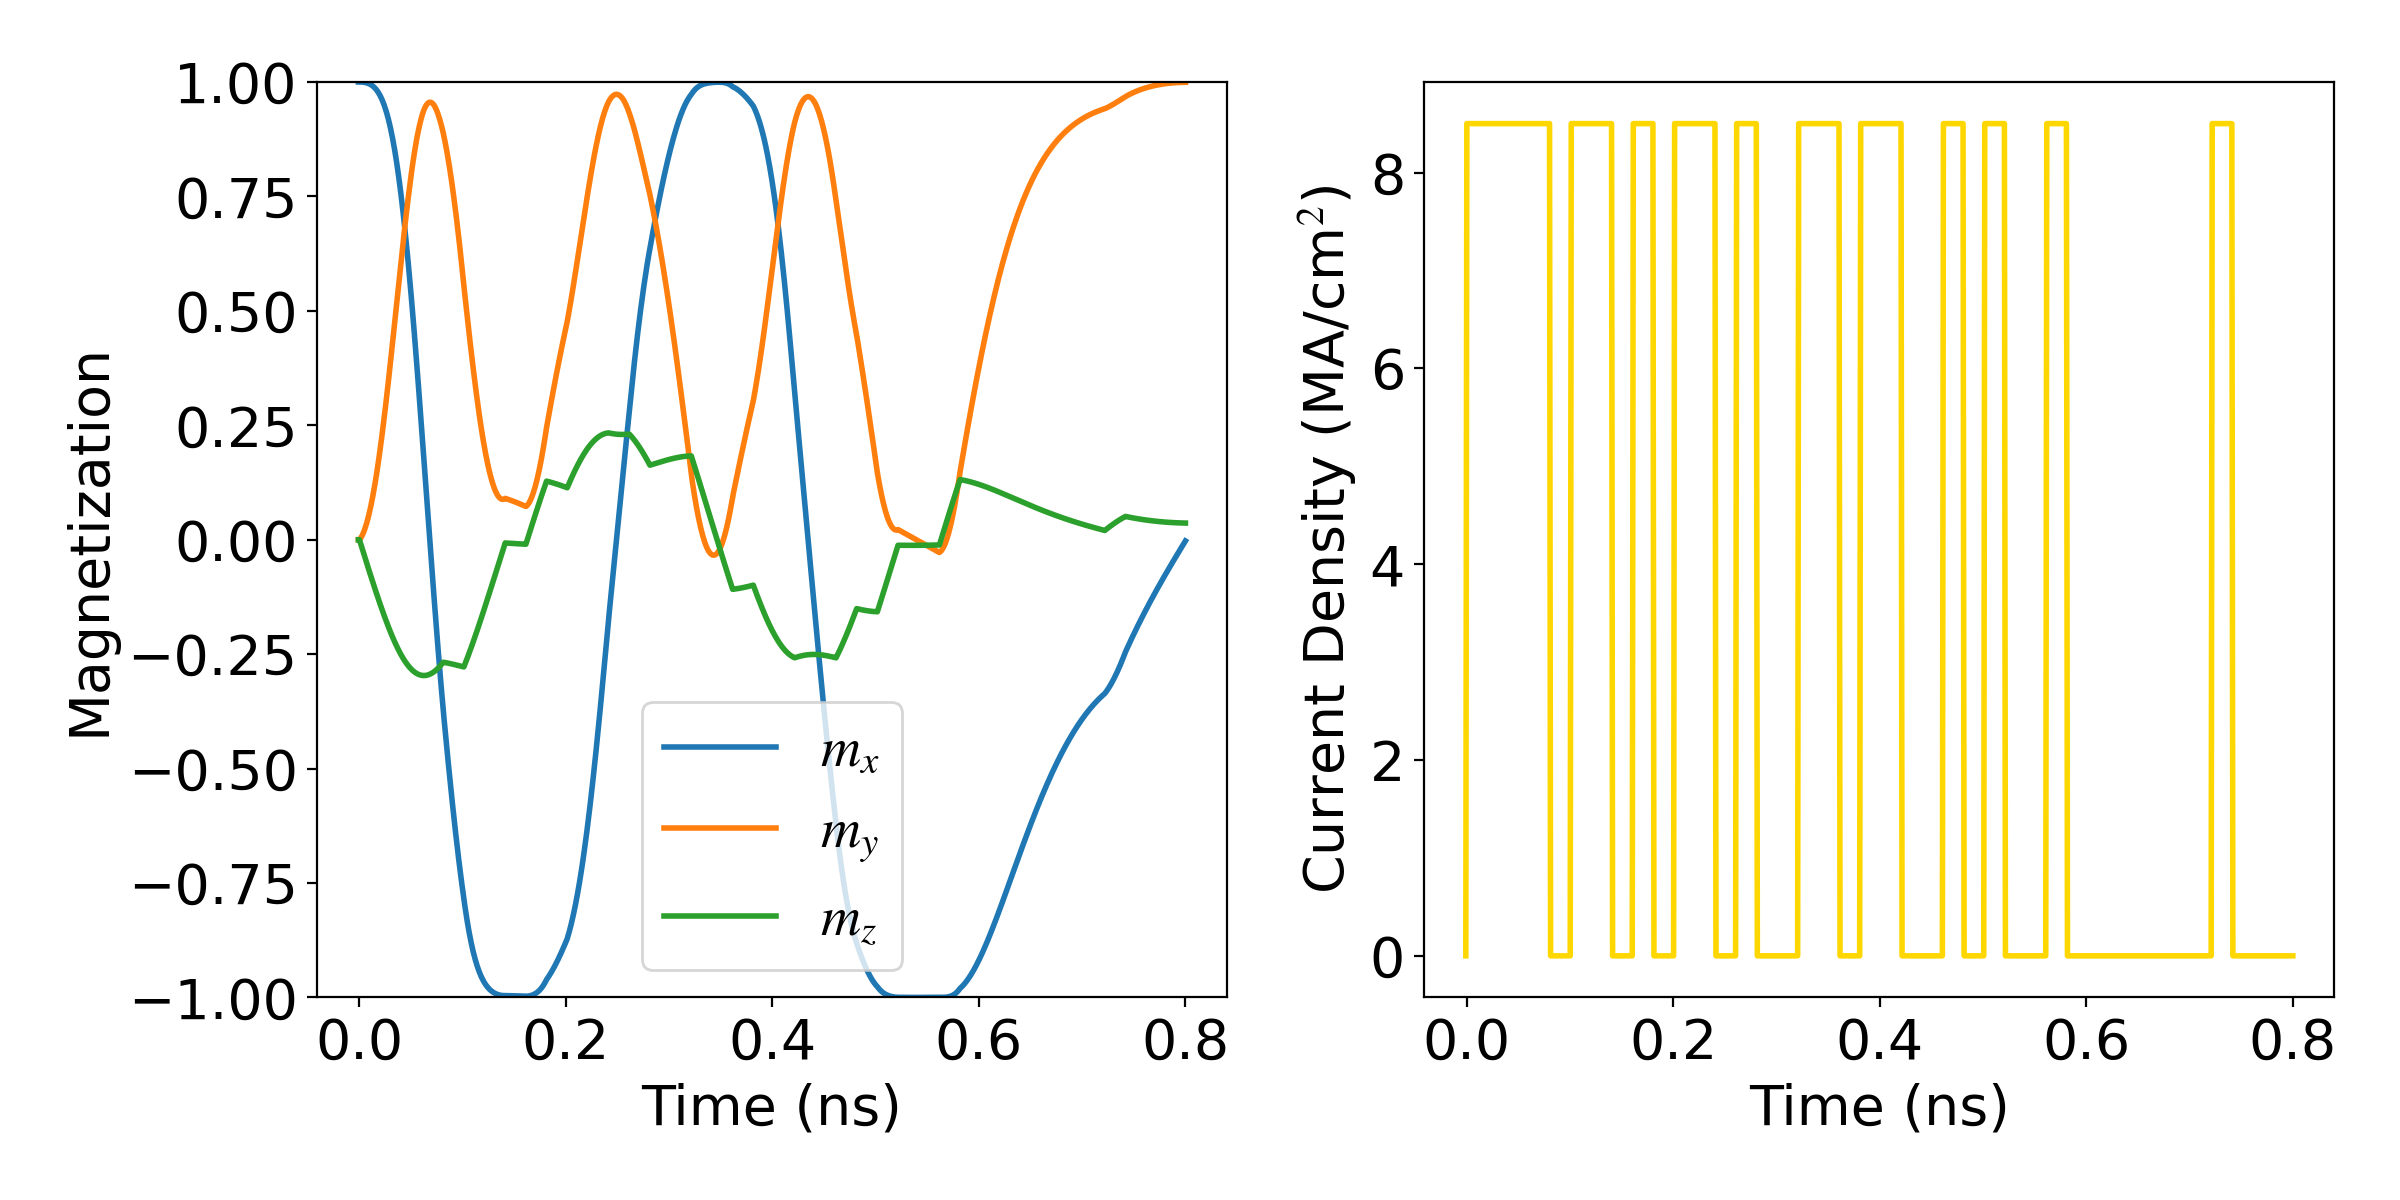 Magnetization
1.00
0.75
0.50
0.25
0.00
−0.25
−0.50
−0.75
−1.00
0.0 0.2 0.4 0.6 0.8
Time (ns)
m_x
m_y
m_z
Current Density (MA/cm²)
8
6
4
2
0
0.0 0.2 0.4 0.6 0.8
Time (ns)